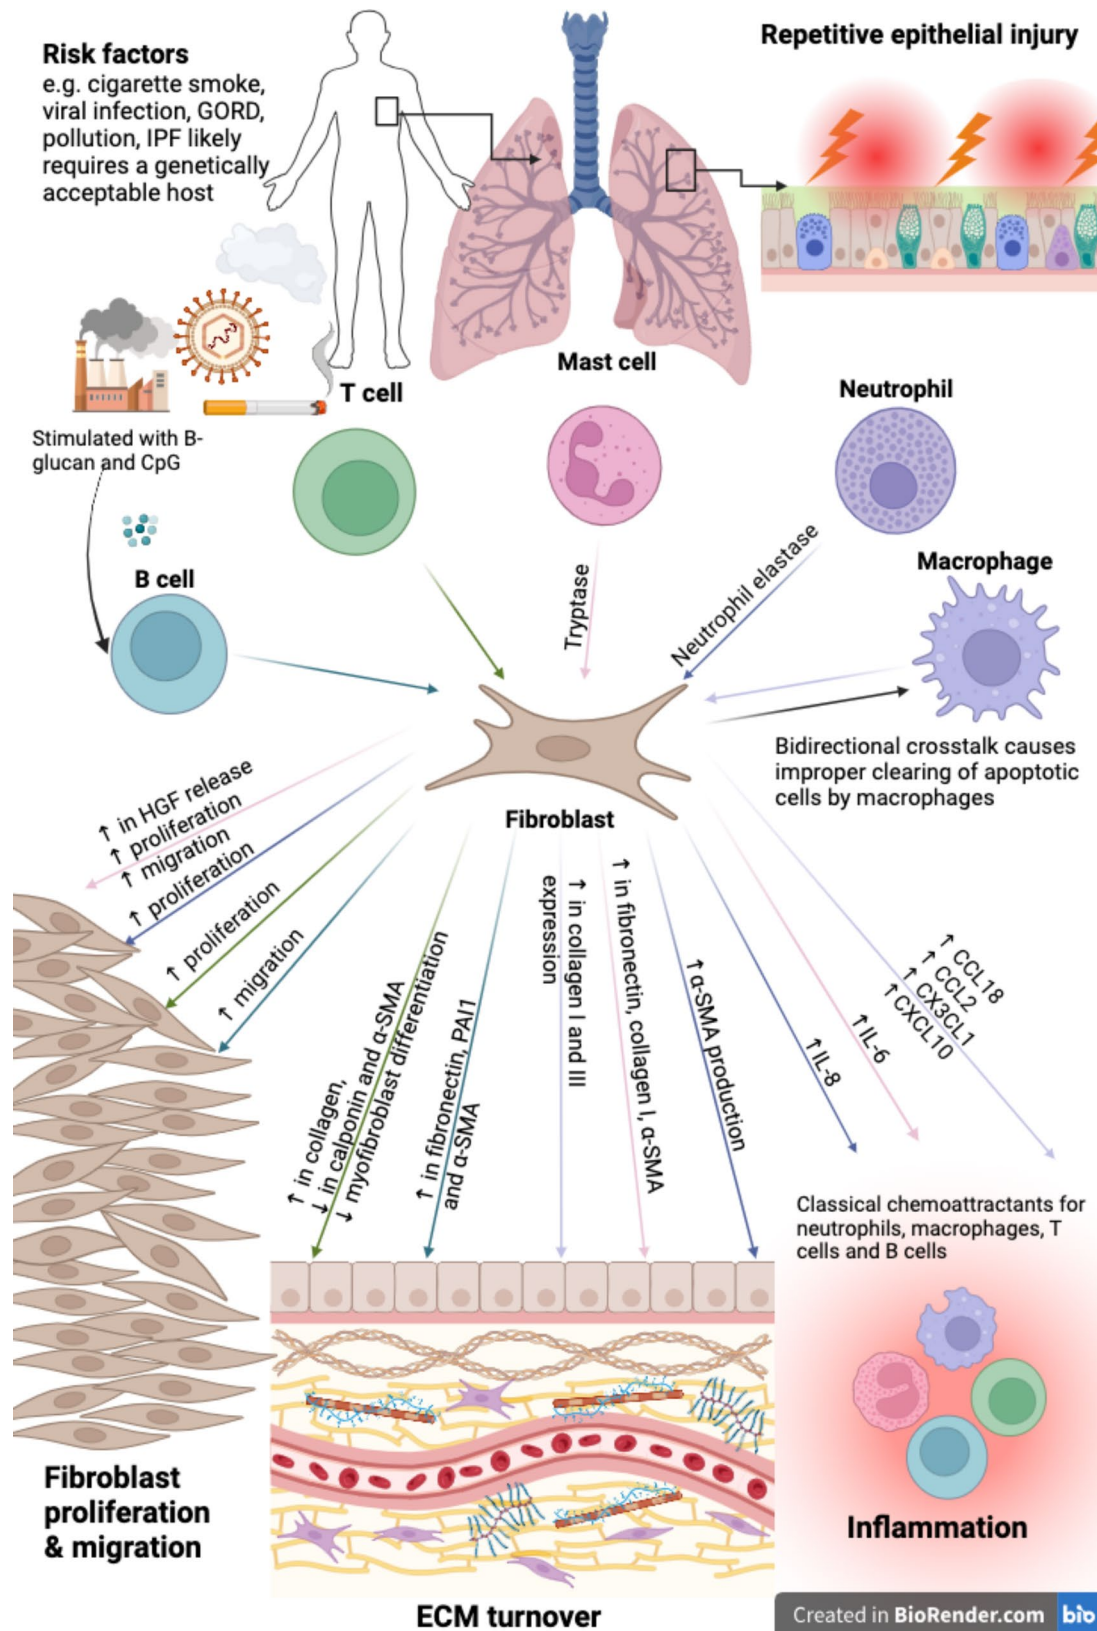 Risk factors
e.g. cigarette smoke,
viral infection, GORD,
pollution, IPF likely
requires a genetically
acceptable host
Repetitive epithelial injury
Mast cell
T cell
Neutrophil
Stimulated with B-
glucan and CpG
B cell
Tryptase
Neutrophil elastase
Macrophage
Bidirectional crosstalk causes
improper clearing of apoptotic
cells by macrophages
Fibroblast
↑ in HGF release
↑ proliferation
↑ migration
↑ proliferation
↑ proliferation
↑ migration
↑ in collagen,
↓ in calponin and α-SMA
↓ myofibroblast differentiation
↑ in fibronectin, PAI1
and α-SMA
↑ in collagen I and III
expression
↑ in fibronectin, collagen I, α-SMA
↑ α-SMA production
↑IL-8
↑IL-6
↑ CCL18
↑ CCL2
↑ CX3CL1
↑CXCL10
Classical chemoattractants for
neutrophils, macrophages, T
cells and B cells
Fibroblast
proliferation
& migration
ECM turnover
Inflammation
Created in BioRender.com bio